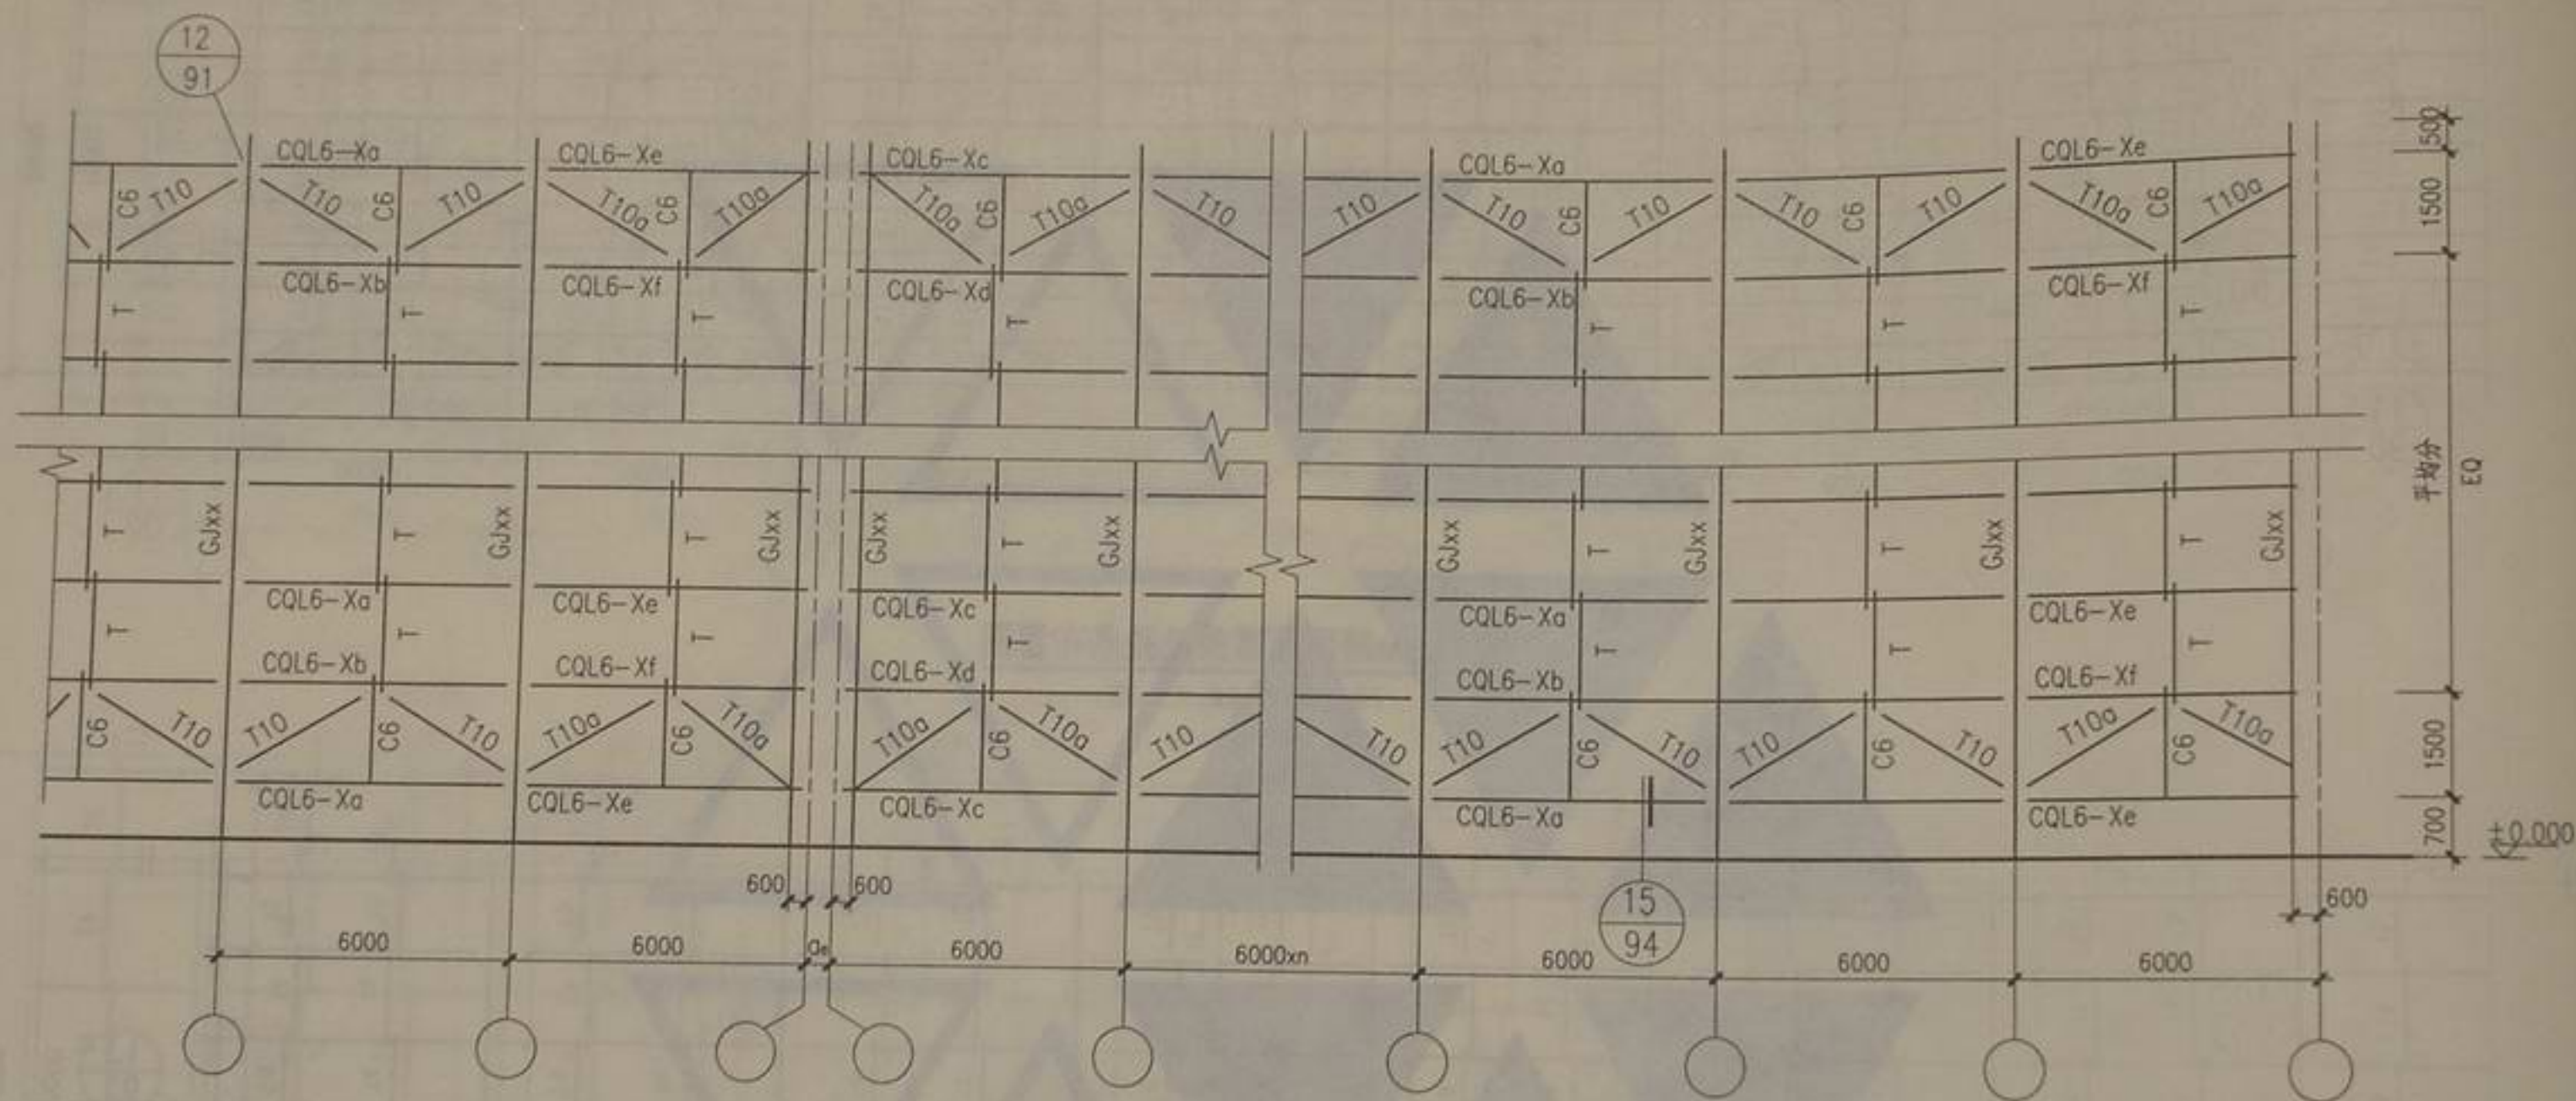 12
91
CQL6-Xa CQL6-Xe CQL6-Xc CQL6-Xa CQL6-Xe
500
C6 T10 T10 C6 T10 T10a C6 T10a T10a C6 T10a T10 T10 T10 C6 T10 T10 C6 T10 T10a C6 T10a
1500
CQL6-Xb CQL6-Xf CQL6-Xd CQL6-Xb CQL6-Xf
T T T T T T T
平均分
EQ
T GJxx T GJxx T GJxx GJxx T GJxx GJxx T GJxx T GJxx T GJxx
CQL6-Xa CQL6-Xe CQL6-Xc CQL6-Xa CQL6-Xe
T T T T T T T
CQL6-Xb CQL6-Xf CQL6-Xd CQL6-Xb CQL6-Xf
C6 T10 T10 C6 T10 T10a C6 T10a T10a C6 T10a T10 T10 T10 C6 T10 T10 C6 T10 T10a C6 T10a
1500
CQL6-Xa CQL6-Xe CQL6-Xc CQL6-Xa CQL6-Xe
700
±0.000
600 600 600
15
94
6000 6000 ae 6000 6000xn 6000 6000 6000